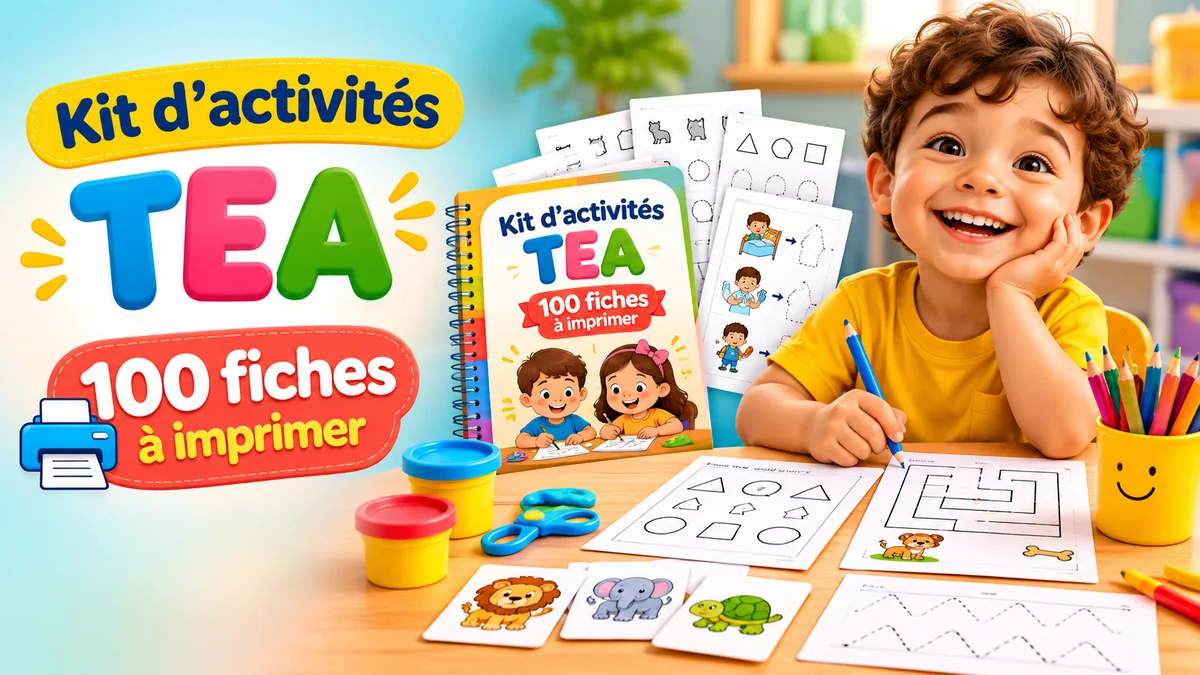 Kit d'activités
TEA
100 fiches
à imprimer
Kit d'activités
TEA
100 fiches
à imprimer